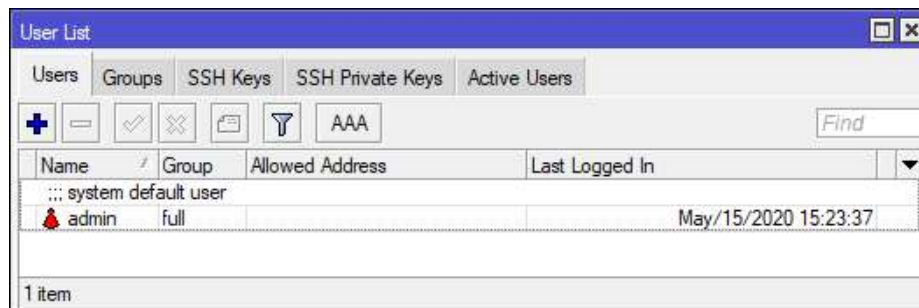 User List
Users Groups SSH Keys SSH Private Keys Active Users
AAA Find
Name Group Allowed Address Last Logged In
;;; system default user
admin full May/15/2020 15:23:37
1 item